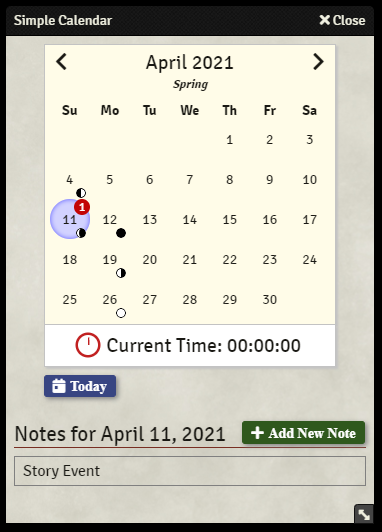 Simple Calendar Close
April 2021
Spring
Su Mo Tu We Th Fr Sa
1 2 3
4 5 6 7 8 9 10
1
11 12 13 14 15 16 17
18 19 20 21 22 23 24
25 26 27 28 29 30
Current Time: 00:00:00
Today
Notes for April 11, 2021 Add New Note
Story Event